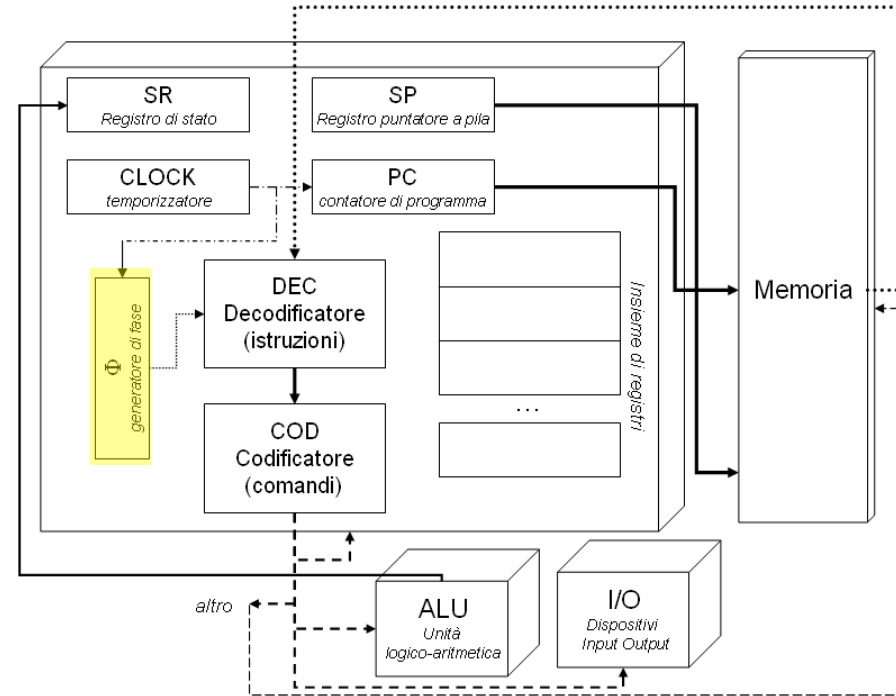 SR
Registro di stato
SP
Registro puntatore a pila
CLOCK
temporizzatore
PC
contatore di programma
Φ
generatore di fase
DEC
Decodificatore
(istruzioni)
COD
Codificatore
(comandi)
...
Insieme di registri
Memoria
altro
ALU
Unità
logico-aritmetica
I/O
Dispositivi
Input Output